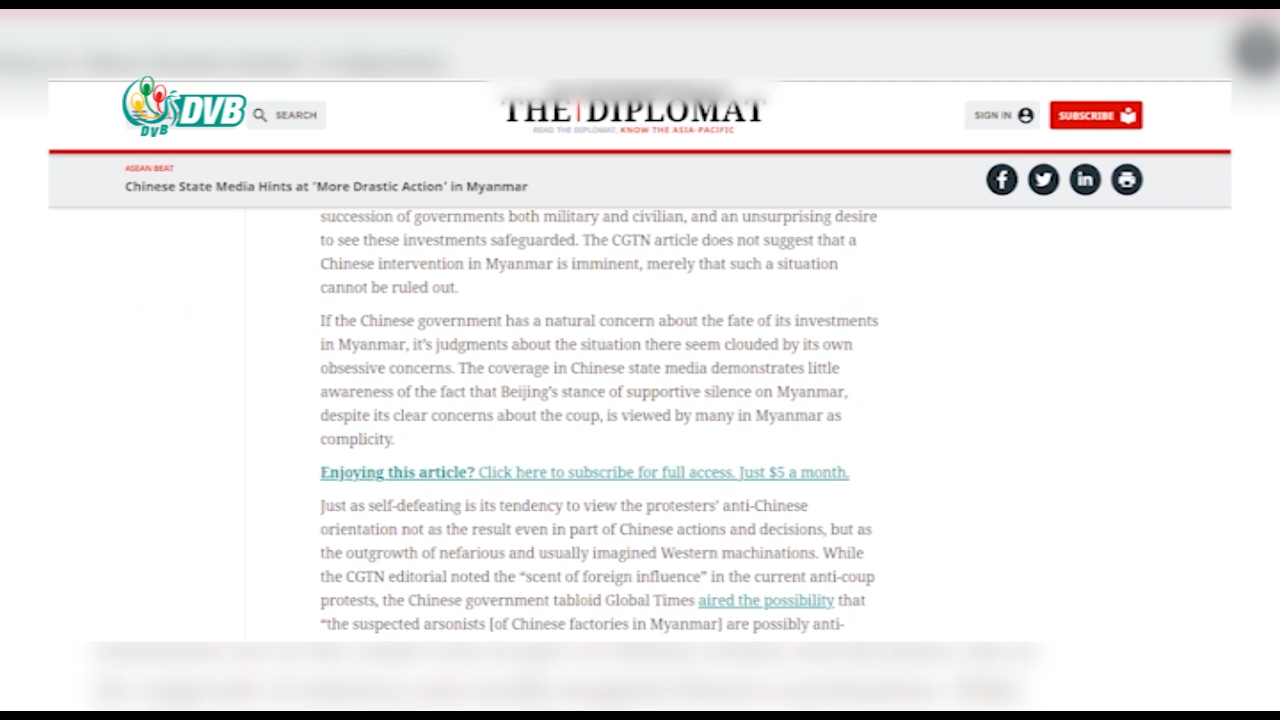 DVB
DVB
SEARCH
THE|DIPLOMAT
READ THE DIPLOMAT, KNOW THE ASIA-PACIFIC
SIGN IN
SUBSCRIBE
ASEAN BEAT
Chinese State Media Hints at ‘More Drastic Action’ in Myanmar
succession of governments both military and civilian, and an unsurprising desire
to see these investments safeguarded. The CGTN article does not suggest that a
Chinese intervention in Myanmar is imminent, merely that such a situation
cannot be ruled out.
If the Chinese government has a natural concern about the fate of its investments
in Myanmar, it’s judgments about the situation there seem clouded by its own
obsessive concerns. The coverage in Chinese state media demonstrates little
awareness of the fact that Beijing’s stance of supportive silence on Myanmar,
despite its clear concerns about the coup, is viewed by many in Myanmar as
complicity.
Enjoying this article? Click here to subscribe for full access. Just $5 a month.
Just as self-defeating is its tendency to view the protesters’ anti-Chinese
orientation not as the result even in part of Chinese actions and decisions, but as
the outgrowth of nefarious and usually imagined Western machinations. While
the CGTN editorial noted the “scent of foreign influence” in the current anti-coup
protests, the Chinese government tabloid Global Times aired the possibility that
“the suspected arsonists [of Chinese factories in Myanmar] are possibly anti-